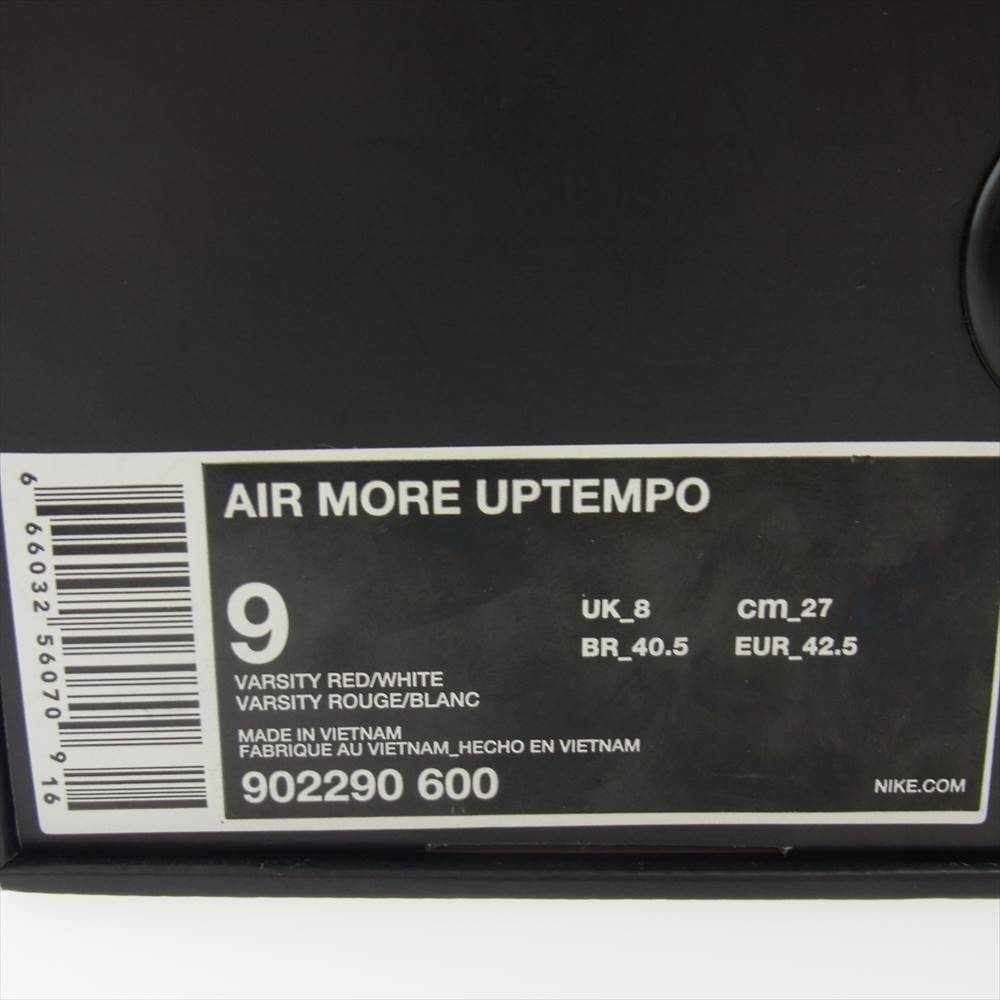 AIR MORE UPTEMPO
9
UK_8 cm_27
BR_40.5 EUR_42.5
VARSITY RED/WHITE
VARSITY ROUGE/BLANC
MADE IN VIETNAM
FABRIQUE AU VIETNAM_HECHO EN VIETNAM
902290 600
NIKE.COM
6 66032 56070 9 16